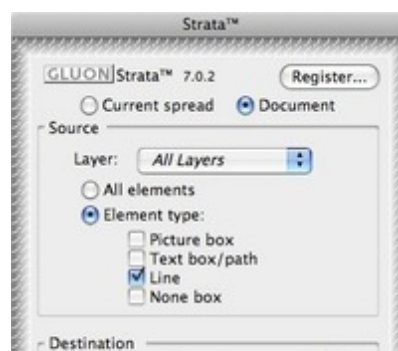 Strata™
GLUON Strata™ 7.0.2 Register...
Current spread Document
Source
Layer: All Layers
All elements
Element type:
Picture box
Text box/path
Line
None box
Destination